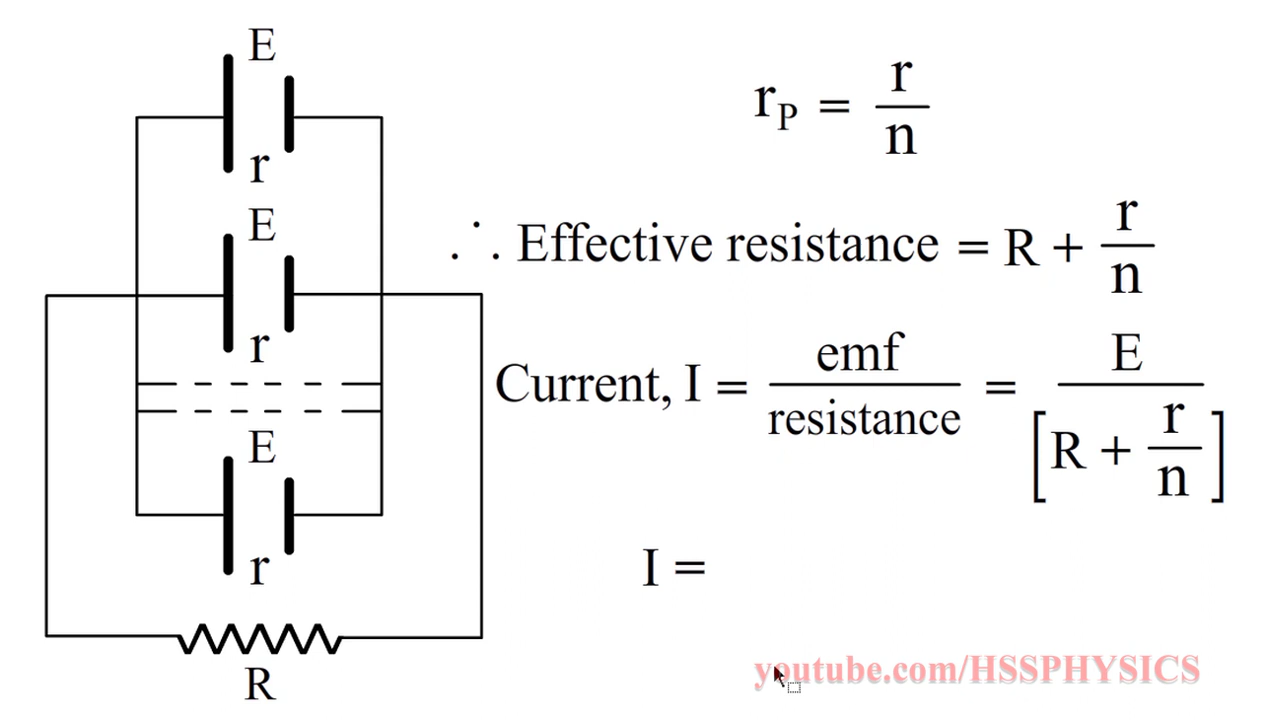 E
r
E
r
E
r
R
r_P = r/n
∴ Effective resistance = R + r/n
Current, I = emf/resistance = E/[R + r/n]
I =
youtube.com/HSSPHYSICS